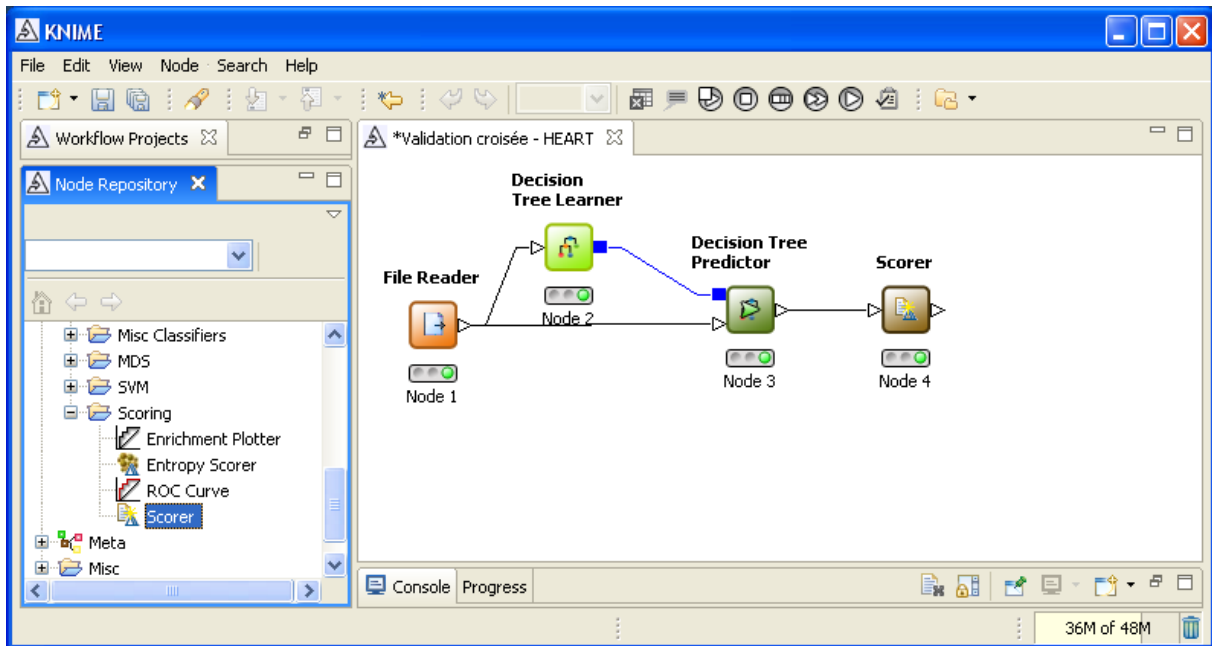 KNIME
File Edit View Node Search Help
Workflow Projects
*Validation croisée - HEART
Node Repository
Decision
Tree Learner
Decision Tree
Predictor
Scorer
File Reader
Node 2
Node 3
Node 4
Node 1
Misc Classifiers
MDS
SVM
Scoring
Enrichment Plotter
Entropy Scorer
ROC Curve
Scorer
Meta
Misc
Console Progress
36M of 48M